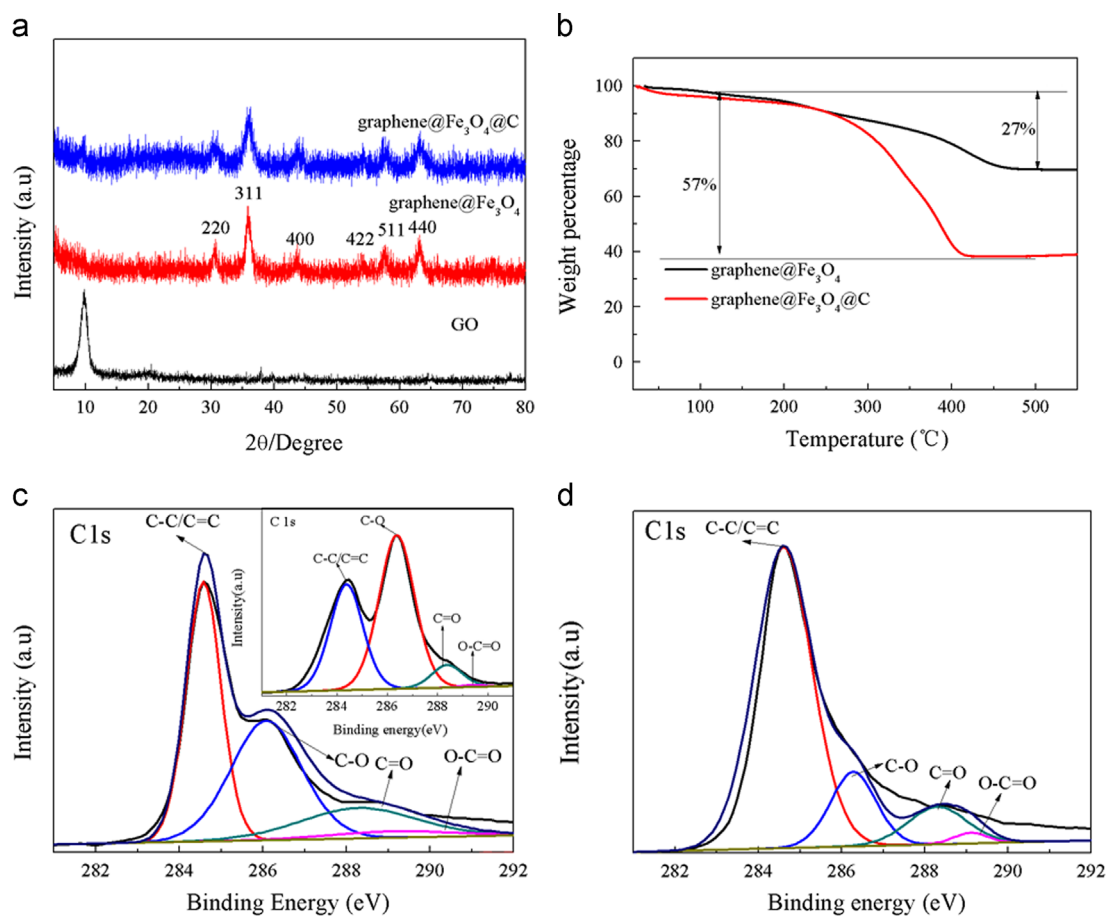 a
graphene@Fe3O4@C
311
graphene@Fe3O4
220
400
422
511
440
GO
Intensity (a.u)
10
20
30
40
50
60
70
80
2θ/Degree
b
100
80
60
40
80
0
27%
57%
graphene@Fe3O4
graphene@Fe3O4@C
Weight percentage
100
200
300
400
500
Temperature (℃)
c
C1s
C-C/C=C
C-O
C=O
O-C=O
Intensity (a.u)
282
284
286
288
290
292
Binding Energy (eV)
C 1s
C-O
C-C/C=C
C=O
O-C=O
Intensity(a.u)
282
284
286
288
290
Binding energy(eV)
d
C1s
C-C/C=C
C-O
C=O
O-C=O
Intensity(a.u)
282
284
286
288
290
292
Binding energy (eV)